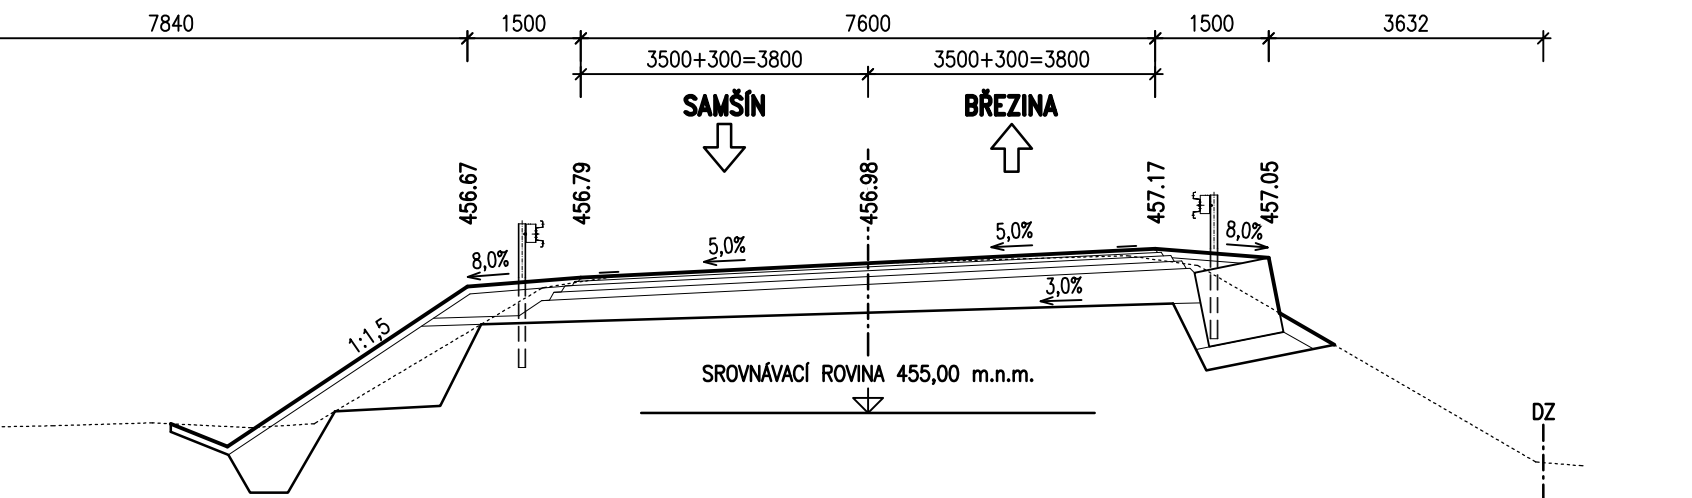 7840 1500 7600 1500 3632
3500+300=3800 3500+300=3800
SAMŠÍN BŘEZINA
456.67 456.79 456.98 457.17 457.05
8,0% 5,0% 5,0% 8,0%
3,0%
1:1,5
SROVNÁVACÍ ROVINA 455,00 m.n.m.
DZ